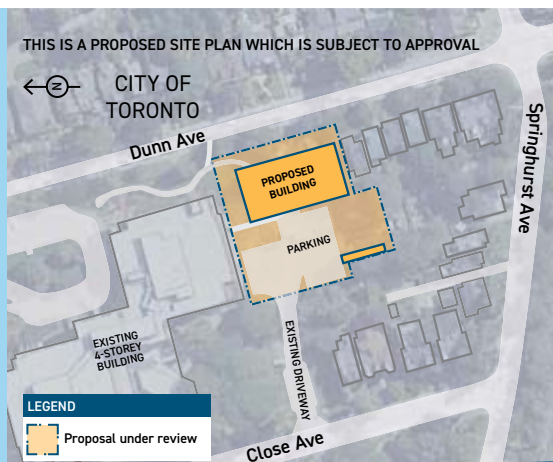 THIS IS A PROPOSED SITE PLAN WHICH IS SUBJECT TO APPROVAL
N
CITY OF
TORONTO
Dunn Ave
Springhurst Ave
PROPOSED
BUILDING
PARKING
EXISTING
4-STOREY
BUILDING
EXISTING DRIVEWAY
Close Ave
LEGEND
Proposal under review